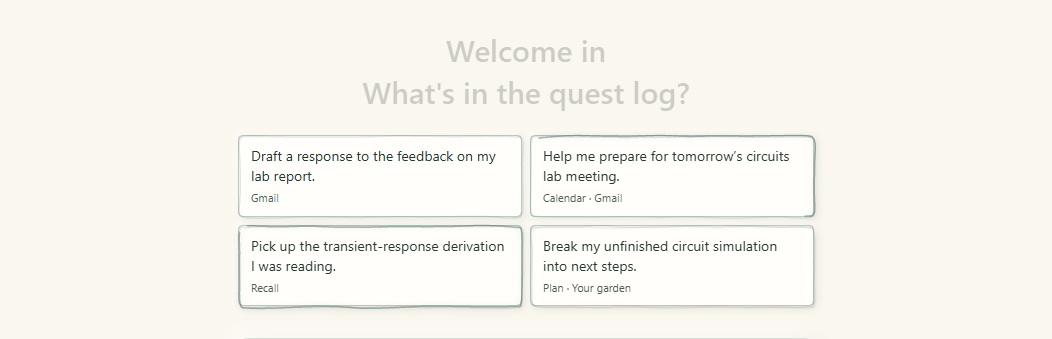 Welcome in
What's in the quest log?
Draft a response to the feedback on my
lab report.
Gmail
Help me prepare for tomorrow’s circuits
lab meeting.
Calendar · Gmail
Pick up the transient-response derivation
I was reading.
Recall
Break my unfinished circuit simulation
into next steps.
Plan · Your garden